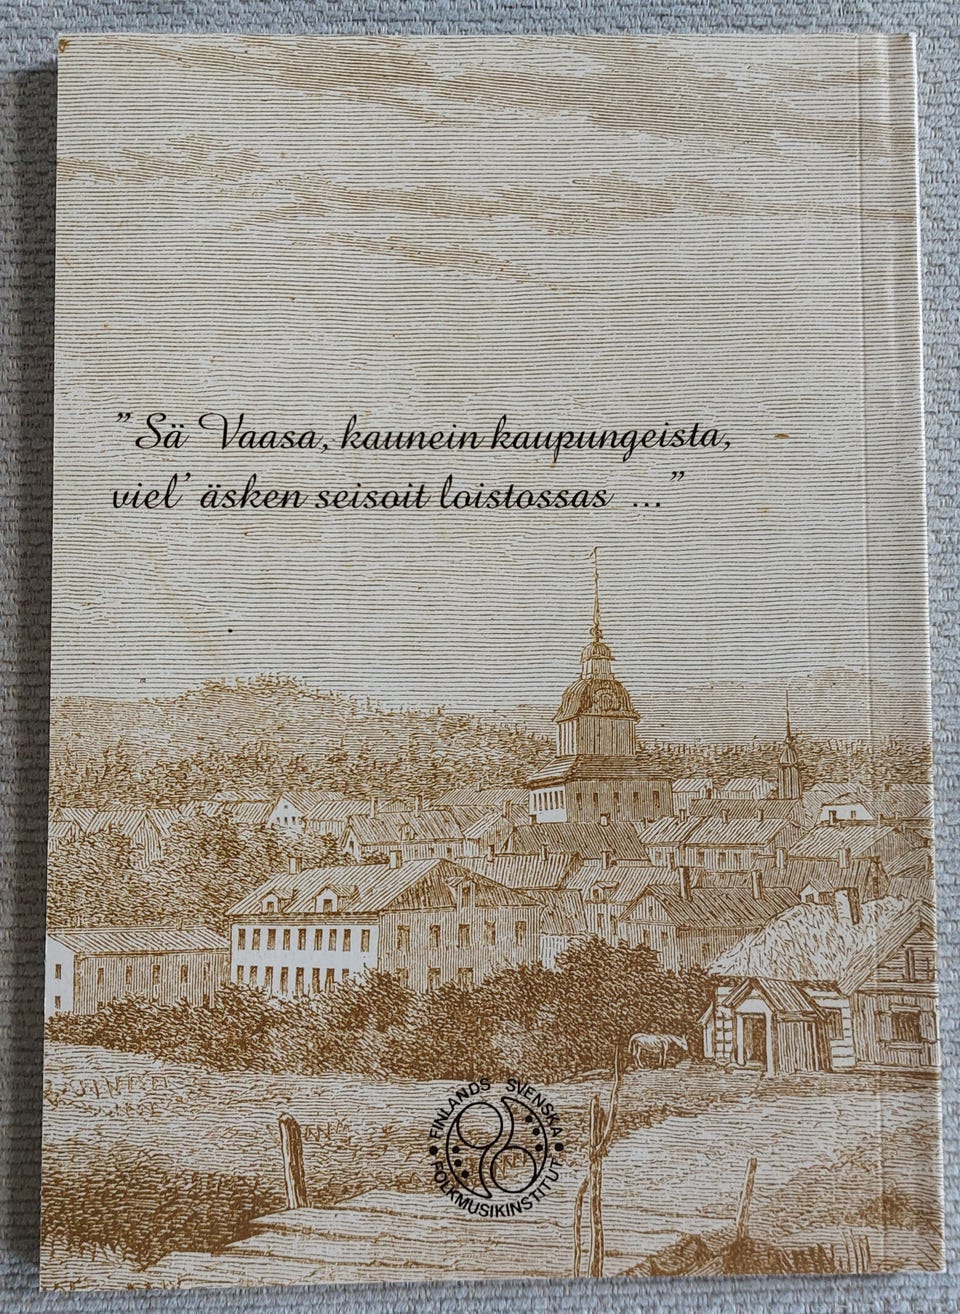 ”Sä Vaasa, kaunein kaupungeista,
viel’ äsken seisoit loistossas ...”
FINLANDS SVENSKA
FOLKMUSIKINSTITUT